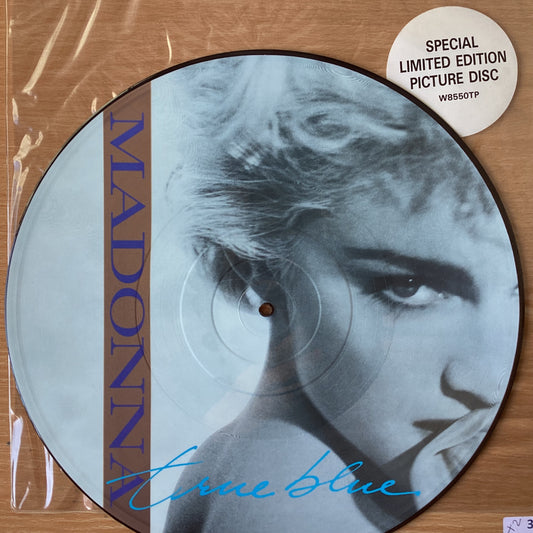 SPECIAL
LIMITED EDITION
PICTURE DISC
W8550TP
MADONNA
true blue